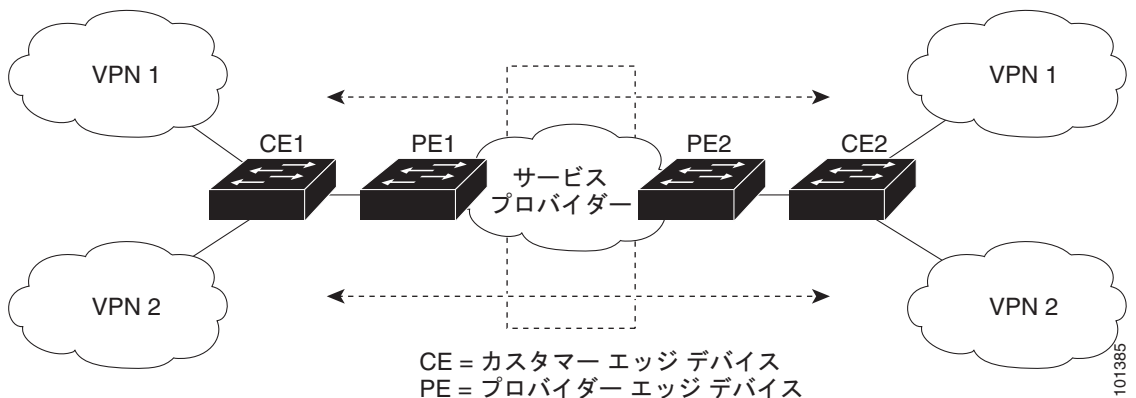 VPN 1
VPN 1
CE1
PE1
PE2
CE2
サービス
プロバイダー
VPN 2
VPN 2
CE = カスタマー エッジ デバイス
PE = プロバイダー エッジ デバイス
101385